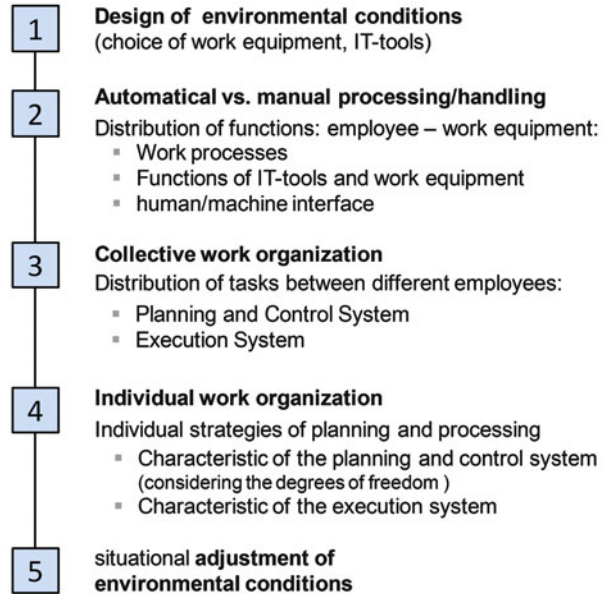 1
Design of environmental conditions
(choice of work equipment, IT-tools)
2
Automatical vs. manual processing/handling
Distribution of functions: employee – work equipment:
▪ Work processes
▪ Functions of IT-tools and work equipment
▪ human/machine interface
3
Collective work organization
Distribution of tasks between different employees:
▪ Planning and Control System
▪ Execution System
4
Individual work organization
Individual strategies of planning and processing
▪ Characteristic of the planning and control system
(considering the degrees of freedom )
▪ Characteristic of the execution system
5
situational adjustment of
environmental conditions